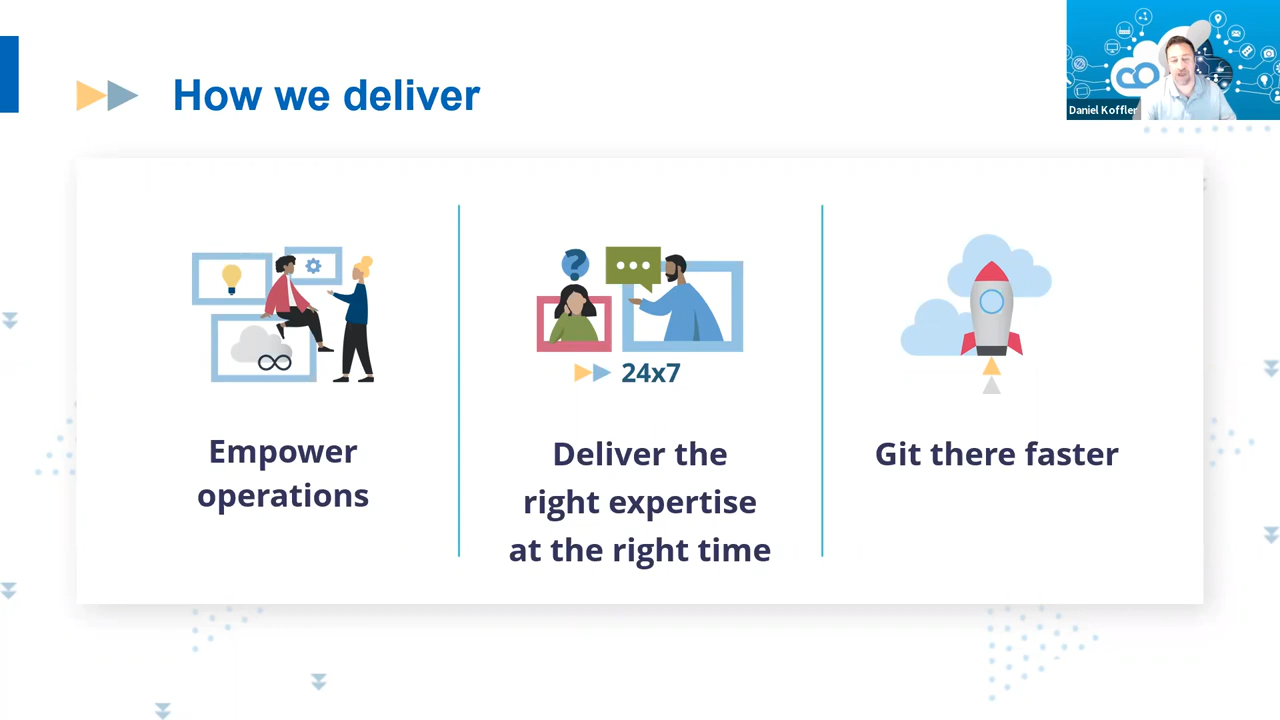 How we deliver
Daniel Koffler
?
24x7
Empower
operations
Deliver the
right expertise
at the right time
Git there faster